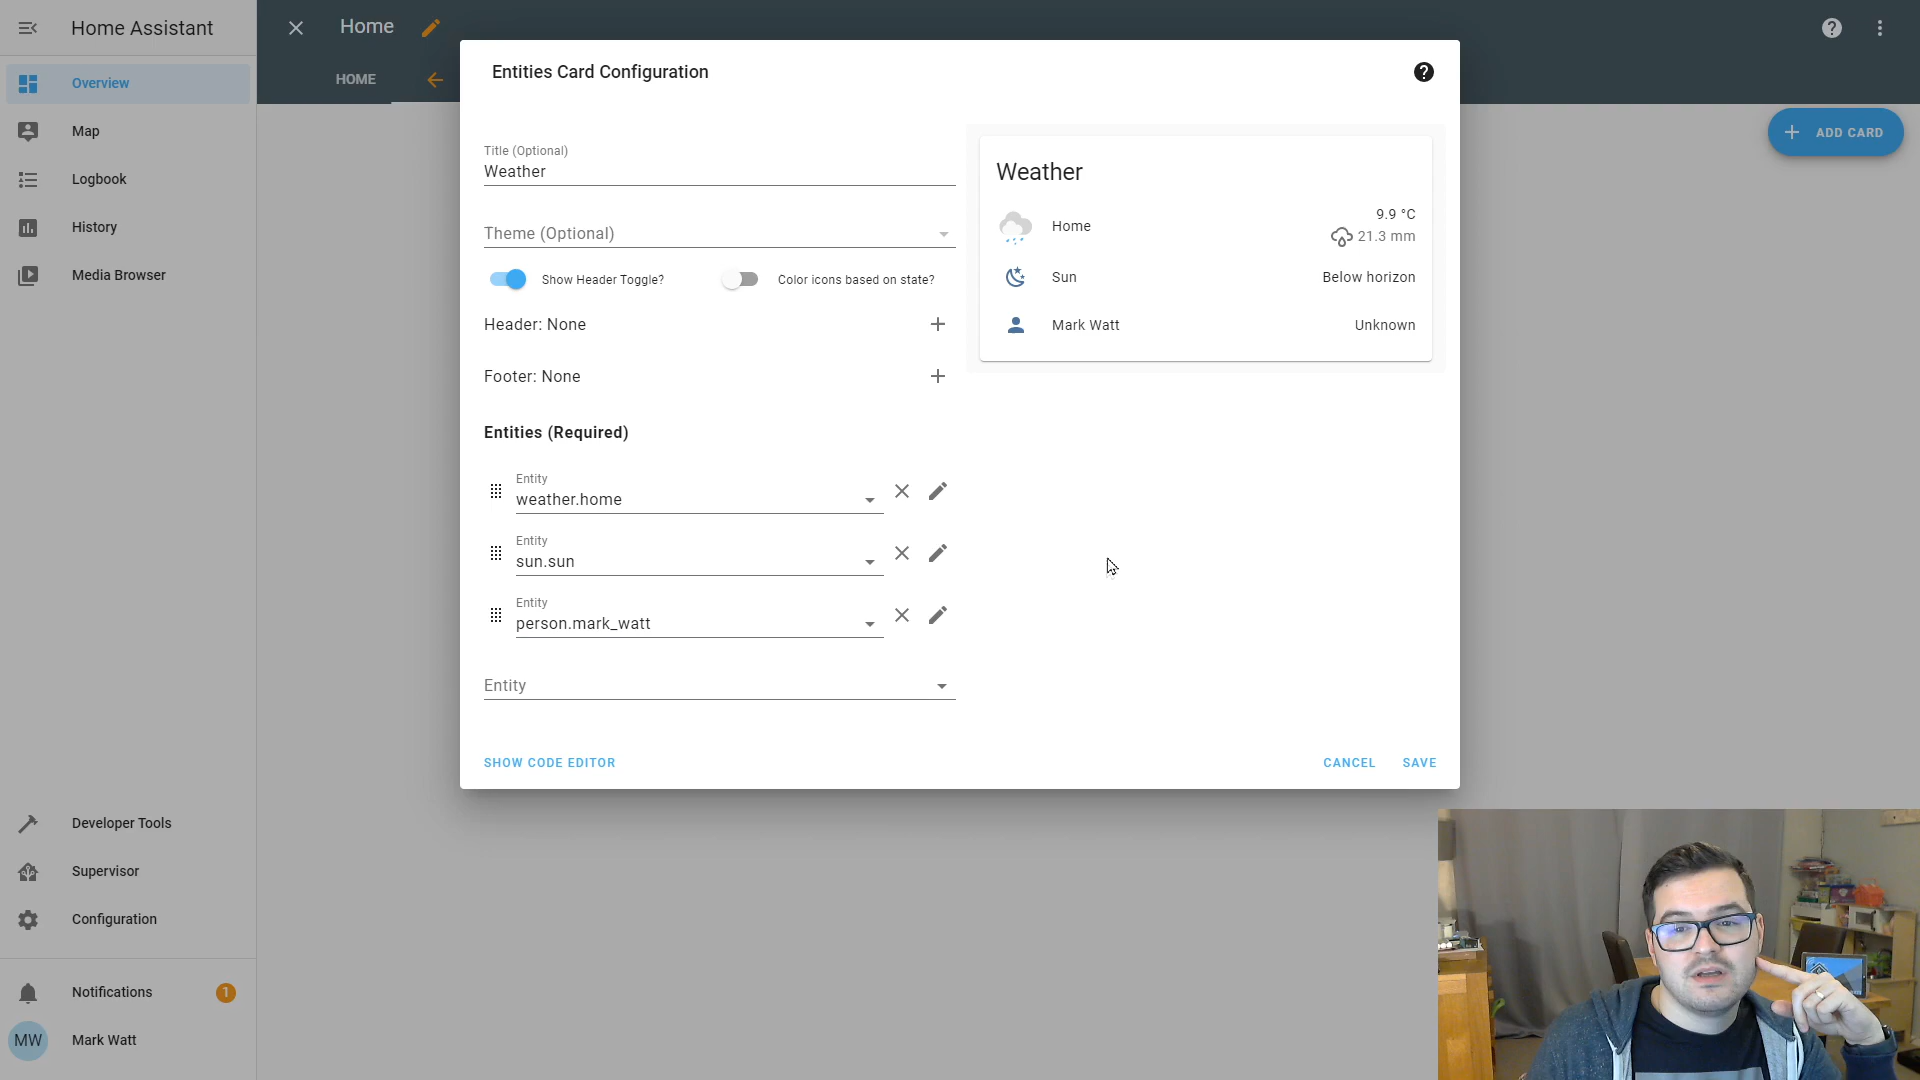 Home Assistant
Home
HOME
Overview
Map
Logbook
History
Media Browser
Developer Tools
Supervisor
Configuration
Notifications
1
MW
Mark Watt
ADD CARD
Entities Card Configuration
Title (Optional)
Weather
Theme (Optional)
Show Header Toggle?
Color icons based on state?
Header: None
Footer: None
Entities (Required)
Entity
weather.home
Entity
sun.sun
Entity
person.mark_watt
Entity
Weather
Home
9.9 °C
21.3 mm
Sun
Below horizon
Mark Watt
Unknown
SHOW CODE EDITOR
CANCEL
SAVE